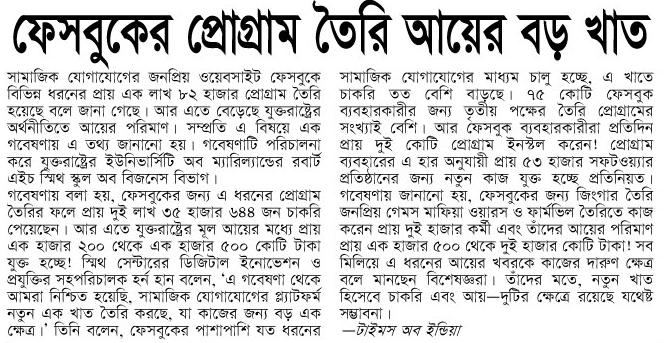 ফেসবুকের প্রোগ্রাম তৈরি আয়ের বড় খাত
সামাজিক যোগাযোগের জনপ্রিয় ওয়েবসাইট ফেসবুকে
বিভিন্ন ধরনের প্রায় এক লাখ ৮২ হাজার প্রোগ্রাম তৈরি
হয়েছে বলে জানা গেছে। আর এতে বেড়েছে যুক্তরাষ্ট্রের
অর্থনীতিতে আয়ের পরিমাণ। সম্প্রতি এ বিষয়ে এক
গবেষণায় এ তথ্য জানানো হয়। গবেষণাটি পরিচালনা
করে যুক্তরাষ্ট্রের ইউনিভার্সিটি অব ম্যারিল্যান্ডের রবার্ট
এইচ স্মিথ স্কুল অব বিজনেস বিভাগ।
গবেষণায় বলা হয়, ফেসবুকের জন্য এ ধরনের প্রোগ্রাম
তৈরির ফলে প্রায় দুই লাখ ৩৫ হাজার ৬৪৪ জন চাকরি
পেয়েছেন। আর এতে যুক্তরাষ্ট্রের মূল আয়ের মধ্যে প্রায়
এক হাজার ২০০ থেকে এক হাজার ৫০০ কোটি টাকা
যুক্ত হচ্ছে! স্মিথ সেন্টারের ডিজিটাল ইনোভেশন ও
প্রযুক্তির সহপরিচালক হর্ন হান বলেন, ‘এ গবেষণা থেকে
আমরা নিশ্চিত হয়েছি, সামাজিক যোগাযোগের প্ল্যাটফর্ম
নতুন এক খাত তৈরি করছে, যা কাজের জন্য বড় এক
ক্ষেত্র।’ তিনি বলেন, ফেসবুকের পাশাপাশি যত ধরনের
সামাজিক যোগাযোগের মাধ্যম চালু হচ্ছে, এ খাতে
চাকরি তত বেশি বাড়ছে। ৭৫ কোটি ফেসবুক
ব্যবহারকারীর জন্য তৃতীয় পক্ষের তৈরি প্রোগ্রামের
সংখ্যাই বেশি। আর ফেসবুক ব্যবহারকারীরা প্রতিদিন
প্রায় দুই কোটি প্রোগ্রাম ইনস্টল করেন! প্রোগ্রাম
ব্যবহারের এ হার অনুযায়ী প্রায় ৫৩ হাজার সফটওয়্যার
প্রতিষ্ঠানের জন্য নতুন কাজ যুক্ত হচ্ছে প্রতিনিয়ত।
গবেষণায় জানানো হয়, ফেসবুকের জন্য জিংগার তৈরি
জনপ্রিয় গেমস মাফিয়া ওয়ারস ও ফার্মভিল তৈরিতে কাজ
করেন প্রায় দুই হাজার কর্মী এবং তাঁদের আয়ের পরিমাণ
প্রায় এক হাজার ৫০০ থেকে দুই হাজার কোটি টাকা! সব
মিলিয়ে এ ধরনের আয়ের খবরকে কাজের দারুণ ক্ষেত্র
বলে মানছেন বিশেষজ্ঞরা। তাঁদের মতে, নতুন খাত
হিসেবে চাকরি এবং আয়—দুটির ক্ষেত্রে রয়েছে যথেষ্ট
সম্ভাবনা।
—টাইমস অব ইন্ডিয়া